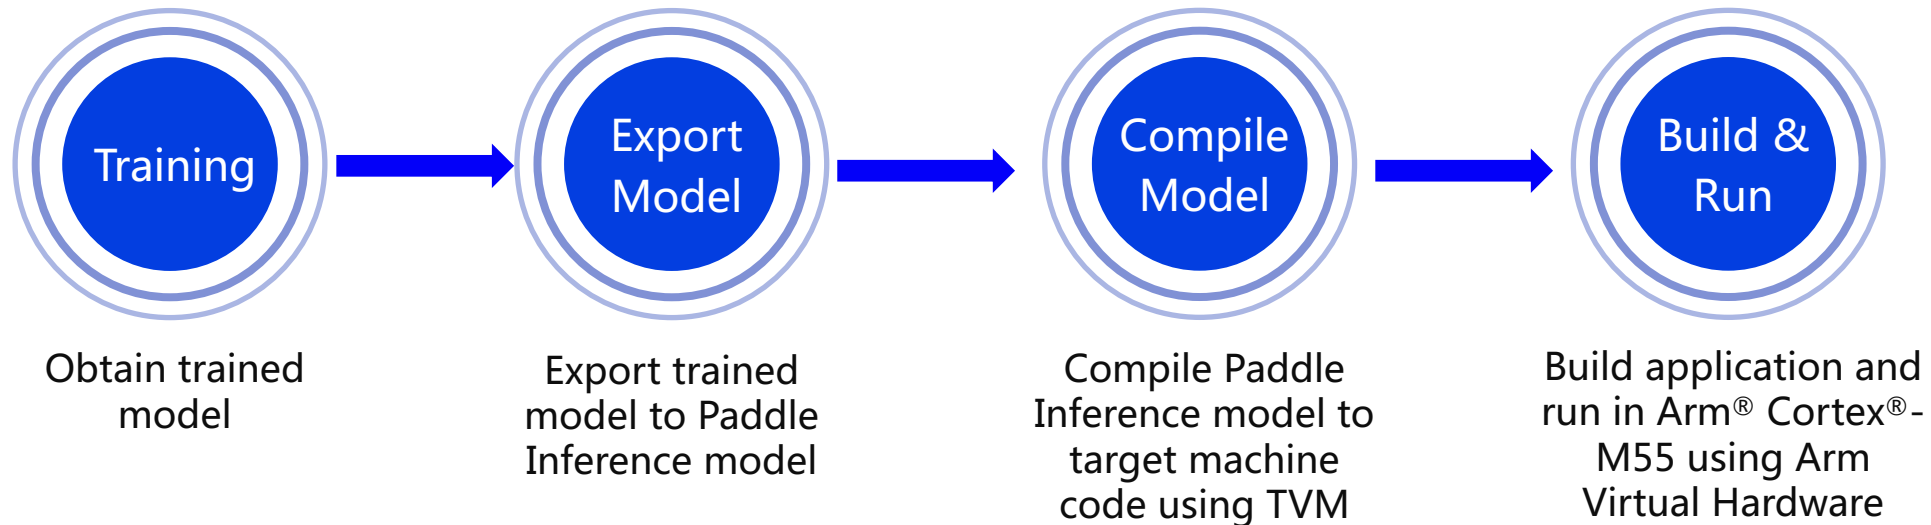 Training
Export
Model
Compile
Model
Build &
Run
Obtain trained
model
Export trained
model to Paddle
Inference model
Compile Paddle
Inference model to
target machine
code using TVM
Build application and
run in Arm® Cortex®-
M55 using Arm
Virtual Hardware